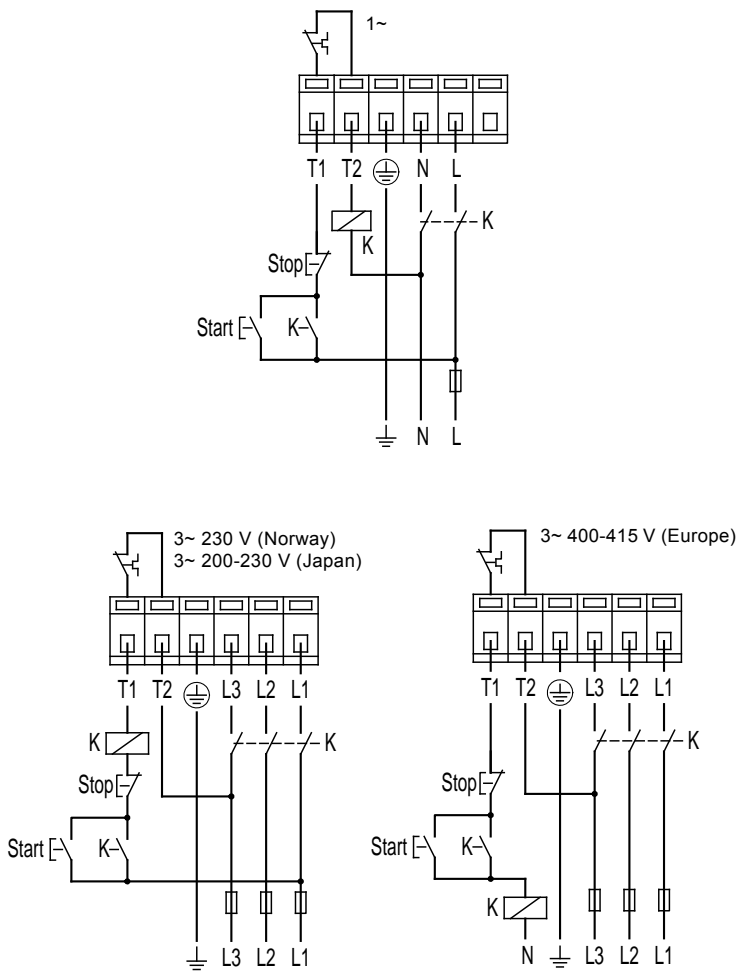 1~
T1 T2 N L
K
K
Stop
Start
K
N L
3~ 230 V (Norway)
3~ 200-230 V (Japan)
T1 T2 L3 L2 L1
K
K
Stop
Start
K
L3 L2 L1
3~ 400-415 V (Europe)
T1 T2 L3 L2 L1
K
Stop
Start
K
K
N L3 L2 L1